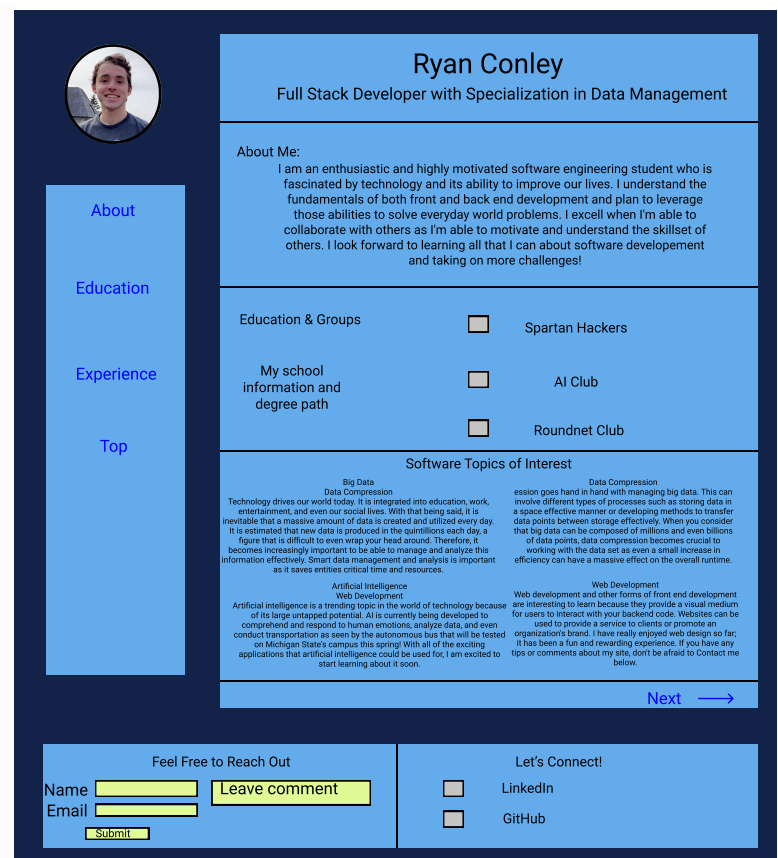 Ryan Conley
Full Stack Developer with Specialization in Data Management
About
Education
Experience
Top
About Me:
I am an enthusiastic and highly motivated software engineering student who is
fascinated by technology and its ability to improve our lives. I understand the
fundamentals of both front and back end development and plan to leverage
those abilities to solve everyday world problems. I excell when I'm able to
collaborate with others as I'm able to motivate and understand the skillset of
others. I look forward to learning all that I can about software developement
and taking on more challenges!
Education & Groups
My school
information and
degree path
Spartan Hackers
AI Club
Roundnet Club
Software Topics of Interest
Big Data
Data Compression
Technology drives our world today. It is integrated into education, work,
entertainment, and even our social lives. With that being said, it is
inevitable that a massive amount of data is created and utilized every day.
It is estimated that new data is produced in the quintillions each day, a
figure that is difficult to even wrap your head around. Therefore, it
becomes increasingly important to be able to manage and analyze this
information effectively. Smart data management and analysis is important
as it saves entities critical time and resources.
Data Compression
ession goes hand in hand with managing big data. This can
involve different types of processes such as storing data in
a space effective manner or developing methods to transfer
data points between storage effectively. When you consider
that big data can be composed of millions and even billions
of data points, data compression becomes crucial to
working with the data set as even a small increase in
efficiency can have a massive effect on the overall runtime.
Artificial Intelligence
Web Development
Artificial intelligence is a trending topic in the world of technology because
of its large untapped potential. AI is currently being developed to
comprehend and respond to human emotions, analyze data, and even
conduct transportation as seen by the autonomous bus that will be tested
on Michigan State's campus this spring! With all of the exciting
applications that artificial intelligence could be used for, I am excited to
start learning about it soon.
Web Development
Web development and other forms of front end development
are interesting to learn because they provide a visual medium
for users to interact with your backend code. Websites can be
used to provide a service to clients or promote an
organization's brand. I have really enjoyed web design so far;
it has been a fun and rewarding experience. If you have any
tips or comments about my site, don't be afraid to Contact me
below.
Next
Feel Free to Reach Out
Name
Email
Leave comment
Submit
Let's Connect!
LinkedIn
GitHub